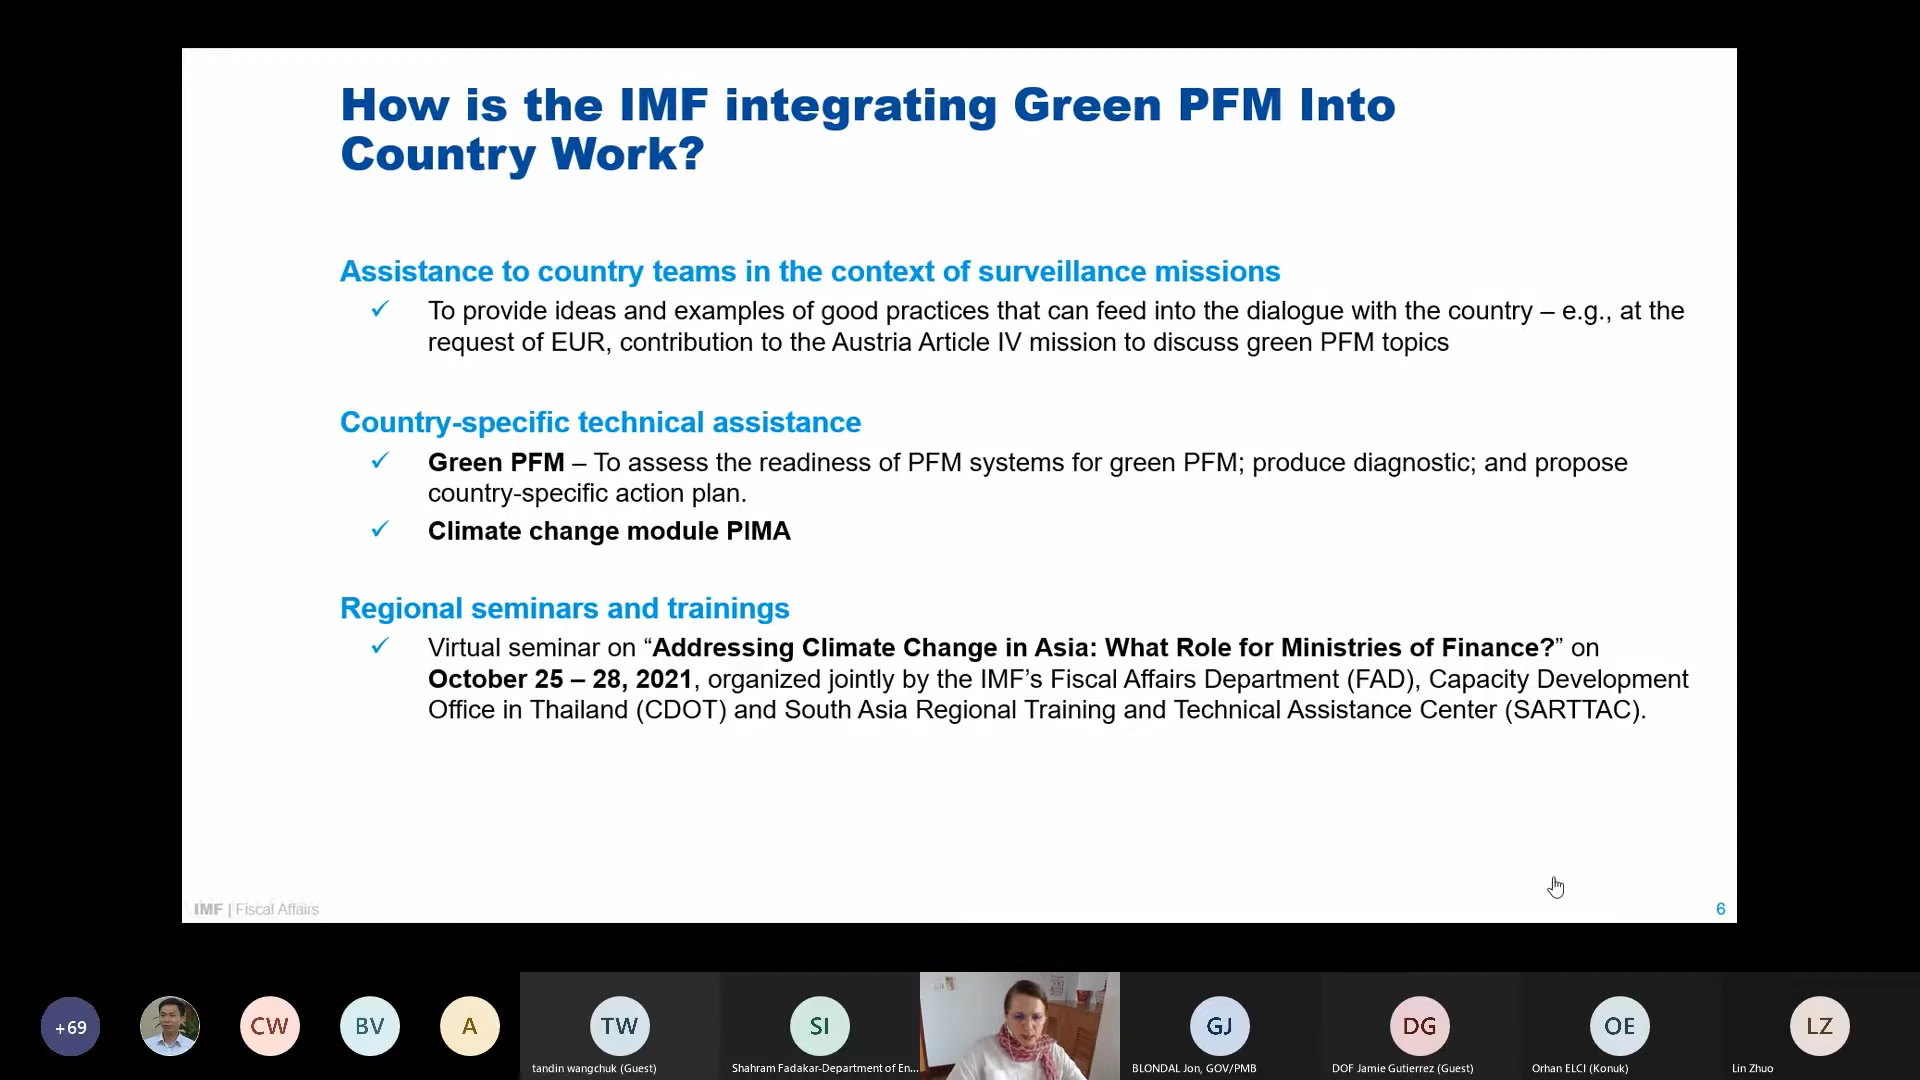 How is the IMF integrating Green PFM Into
Country Work?
Assistance to country teams in the context of surveillance missions
✓ To provide ideas and examples of good practices that can feed into the dialogue with the country – e.g., at the
request of EUR, contribution to the Austria Article IV mission to discuss green PFM topics
Country-specific technical assistance
✓ Green PFM – To assess the readiness of PFM systems for green PFM; produce diagnostic; and propose
country-specific action plan.
✓ Climate change module PIMA
Regional seminars and trainings
✓ Virtual seminar on “Addressing Climate Change in Asia: What Role for Ministries of Finance?” on
October 25 – 28, 2021, organized jointly by the IMF’s Fiscal Affairs Department (FAD), Capacity Development
Office in Thailand (CDOT) and South Asia Regional Training and Technical Assistance Center (SARTTAC).
IMF | Fiscal Affairs
6
+69
CW
BV
A
TW
SI
GJ
DG
OE
LZ
tandin wangchuk (Guest)
Shahram Fadakar-Department of En...
BLONDAL Jon, GOV/PMB
DOF Jamie Gutierrez (Guest)
Orhan ELCI (Konuk)
Lin Zhuo